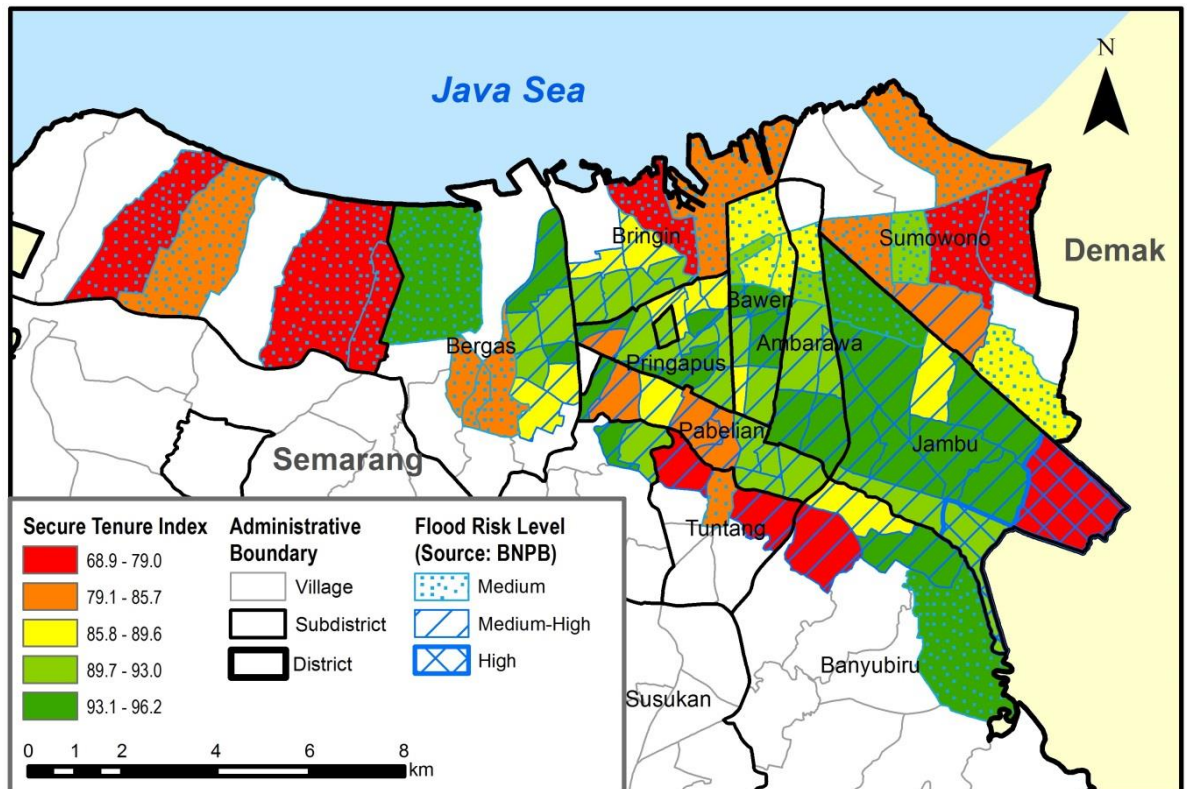 Java Sea
N
Bringin
Sumowono
Demak
Bawen
Bergas
Ambarawa
Pringapus
Pabelian
Jambu
Semarang
Tuntang
Banyubiru
Susukan
Secure Tenure Index
68.9 - 79.0
79.1 - 85.7
85.8 - 89.6
89.7 - 93.0
93.1 - 96.2
Administrative
Boundary
Village
Subdistrict
District
Flood Risk Level
(Source: BNPB)
Medium
Medium-High
High
0 1 2 4 6 8
km